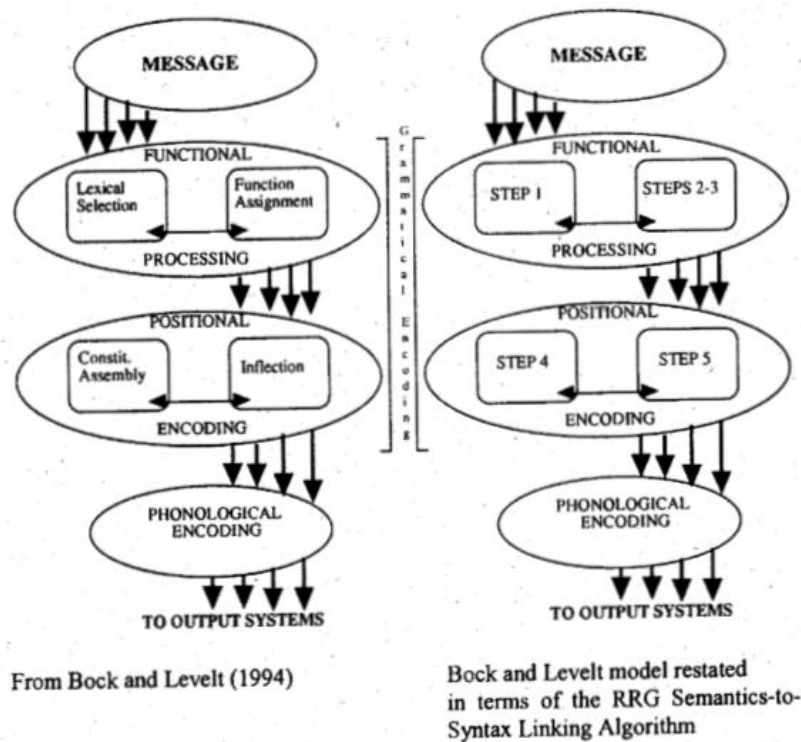 MESSAGE
FUNCTIONAL
Lexical
Selection
Function
Assignment
PROCESSING
POSITIONAL
Constit.
Assembly
Inflection
ENCODING
PHONOLOGICAL
ENCODING
TO OUTPUT SYSTEMS
From Bock and Levelt (1994)
Grammatical Encoding
MESSAGE
FUNCTIONAL
STEP 1
STEPS 2-3
PROCESSING
POSITIONAL
STEP 4
STEP 5
ENCODING
PHONOLOGICAL
ENCODING
TO OUTPUT SYSTEMS
Bock and Levelt model restated
in terms of the RRG Semantics-to-
Syntax Linking Algorithm